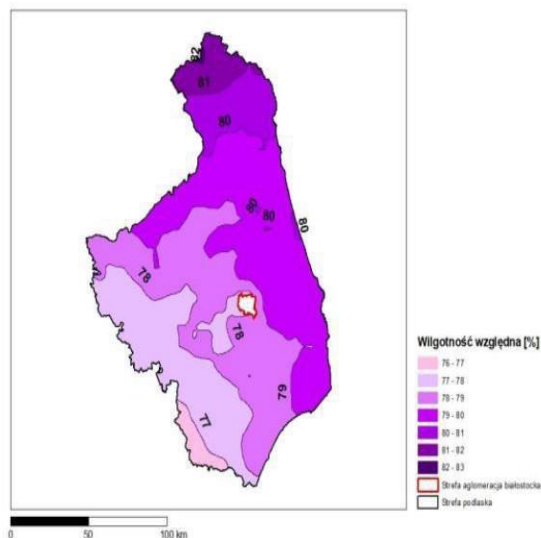 82
81
80
80
80
80
78
78
79
77
Wilgotność względna [%]
76 - 77
77 - 78
78 - 79
79 - 80
80 - 81
81 - 82
82 - 83
Strefa aglomeracja białostocka
Strefa podlaska
0 50 100 km